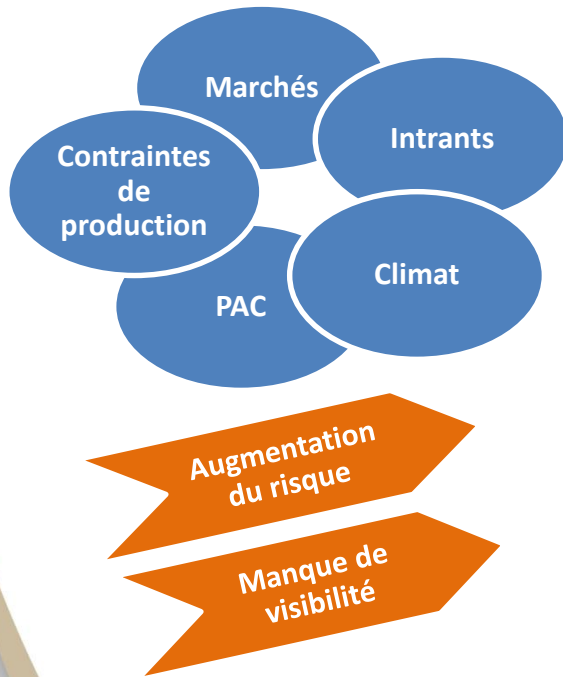 Marchés
Intrants
Contraintes
de
production
Climat
PAC
Augmentation
du risque
Manque de
visibilité